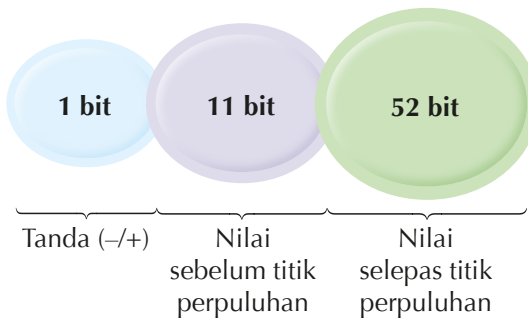 1 bit
11 bit
52 bit
Tanda (–/+)
Nilai
sebelum titik
perpuluhan
Nilai
selepas titik
perpuluhan